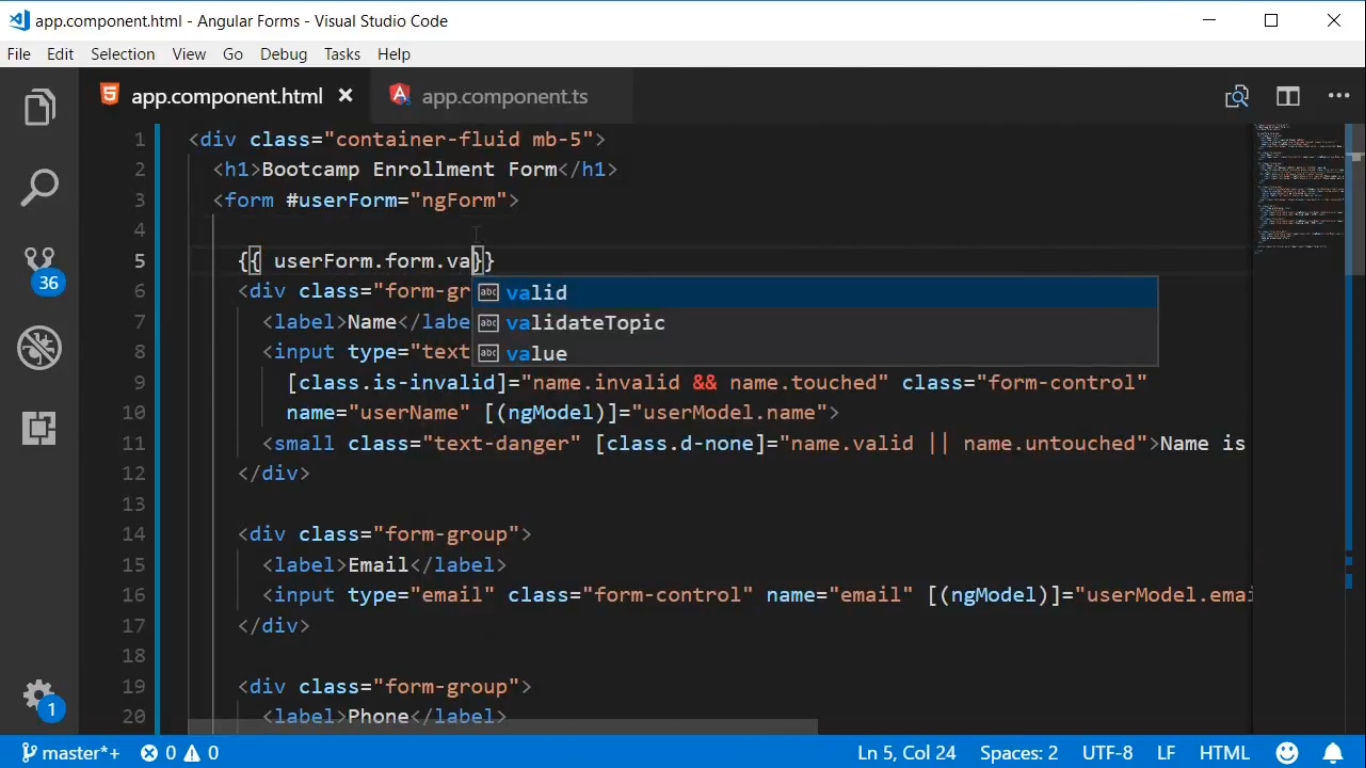 app.component.html - Angular Forms - Visual Studio Code
File Edit Selection View Go Debug Tasks Help
app.component.html app.component.ts
1 <div class="container-fluid mb-5">
2 <h1>Bootcamp Enrollment Form</h1>
3 <form #userForm="ngForm">
4
5 {{ userForm.form.va}}
6 <div class="form-gr
valid
7 <label>Name</labe
validateTopic
8 <input type="text
value
9 [class.is-invalid]="name.invalid && name.touched" class="form-control"
10 name="userName" [(ngModel)]="userModel.name">
11 <small class="text-danger" [class.d-none]="name.valid || name.untouched">Name is
12 </div>
13
14 <div class="form-group">
15 <label>Email</label>
16 <input type="email" class="form-control" name="email" [(ngModel)]="userModel.emai
17 </div>
18
19 <div class="form-group">
20 <label>Phone</label>
36
1
master*+ 0 0 Ln 5, Col 24 Spaces: 2 UTF-8 LF HTML